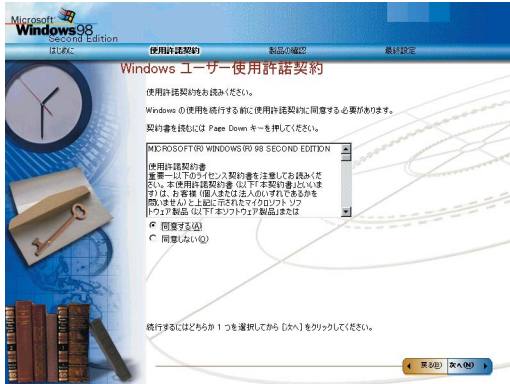 Microsoft
Windows98
Second Edition
はじめに
使用許諾契約
製品の確認
最終設定
Windows ユーザー使用許諾契約
使用許諾契約をお読みください。
Windows の使用を続行する前に使用許諾契約に同意する必要があります。
契約書を読むには Page Down キーを押してください。
MICROSOFT(R) WINDOWS(R) 98 SECOND EDITION
使用許諾契約書
重要－以下のライセンス契約書を注意してお読みくだ
さい。本使用許諾契約書 (以下「本契約書」といいま
す) は、お客様 (個人または法人のいずれであるかを
問いません) と上記に示されたマイクロソフト ソフ
トウェア製品 (以下「本ソフトウェア製品」または
同意する(A)
同意しない(O)
続行するにはどちらか 1 つを選択してから [次へ] をクリックしてください。
戻る(B)
次へ(N)